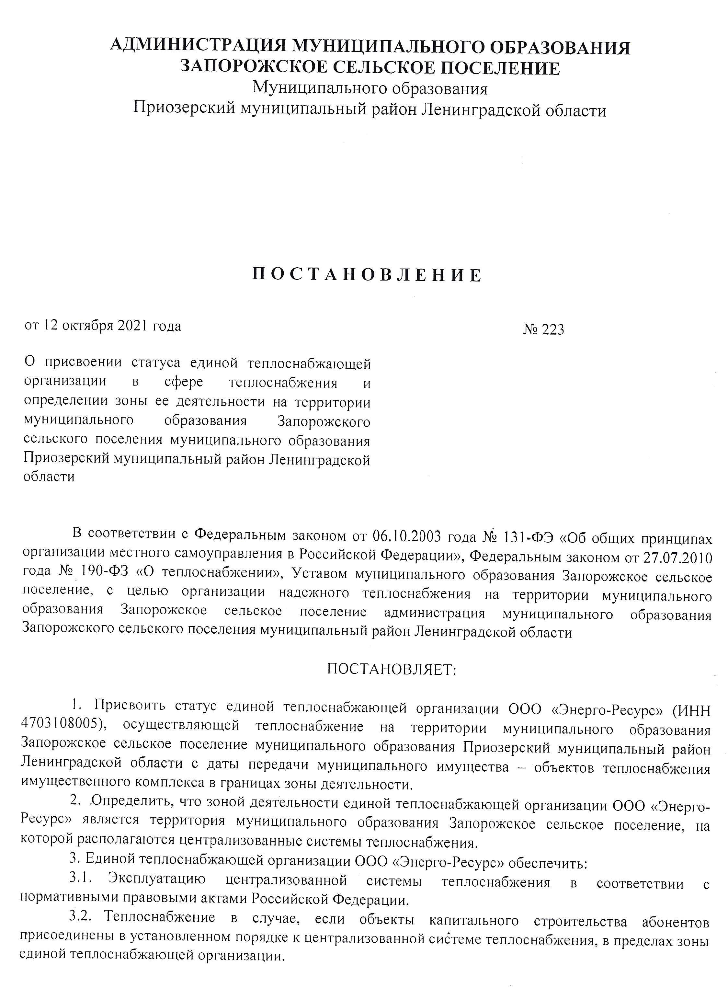 АДМИНИСТРАЦИЯ МУНИЦИПАЛЬНОГО ОБРАЗОВАНИЯ
ЗАПОРОЖСКОЕ СЕЛЬСКОЕ ПОСЕЛЕНИЕ
Муниципального образования
Приозерский муниципальный район Ленинградской области
П О С Т А Н О В Л Е Н И Е
от 12 октября 2021 года № 223
О присвоении статуса единой теплоснабжающей
организации в сфере теплоснабжения и
определении зоны ее деятельности на территории
муниципального образования Запорожского
сельского поселения муниципального образования
Приозерский муниципальный район Ленинградской
области
В соответствии с Федеральным законом от 06.10.2003 года № 131-ФЭ «Об общих принципах
организации местного самоуправления в Российской Федерации», Федеральным законом от 27.07.2010
года № 190-ФЗ «О теплоснабжении», Уставом муниципального образования Запорожское сельское
поселение, с целью организации надежного теплоснабжения на территории муниципального
образования Запорожское сельское поселение администрация муниципального образования
Запорожского сельского поселения муниципальный район Ленинградской области
ПОСТАНОВЛЯЕТ:
1. Присвоить статус единой теплоснабжающей организации ООО «Энерго-Ресурс» (ИНН
4703108005), осуществляющей теплоснабжение на территории муниципального образования
Запорожское сельское поселение муниципального образования Приозерский муниципальный район
Ленинградской области с даты передачи муниципального имущества – объектов теплоснабжения
имущественного комплекса в границах зоны деятельности.
2. Определить, что зоной деятельности единой теплоснабжающей организации ООО «Энерго-
Ресурс» является территория муниципального образования Запорожское сельское поселение, на
которой располагаются централизованные системы теплоснабжения.
3. Единой теплоснабжающей организации ООО «Энерго-Ресурс» обеспечить:
3.1. Эксплуатацию централизованной системы теплоснабжения в соответствии с
нормативными правовыми актами Российской Федерации.
3.2. Теплоснабжение в случае, если объекты капитального строительства абонентов
присоединены в установленном порядке к централизованной системе теплоснабжения, в пределах зоны
единой теплоснабжающей организации.